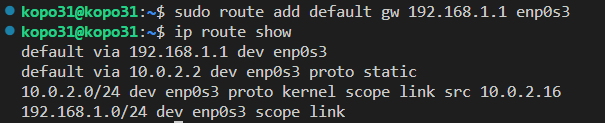 kopo31@kopo31:~$ sudo route add default gw 192.168.1.1 enp0s3
kopo31@kopo31:~$ ip route show
default via 192.168.1.1 dev enp0s3
default via 10.0.2.2 dev enp0s3 proto static
10.0.2.0/24 dev enp0s3 proto kernel scope link src 10.0.2.16
192.168.1.0/24 dev enp0s3 scope link